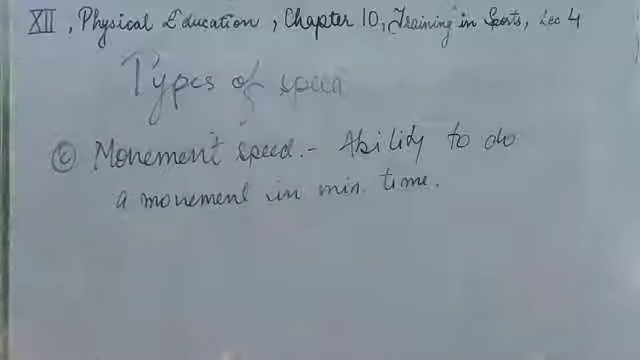 XII, Physical Education, Chapter 10, Training in Sports, Lec 4
Types of speed
(c) Movement speed.- Ability to do
a movement in min. time.